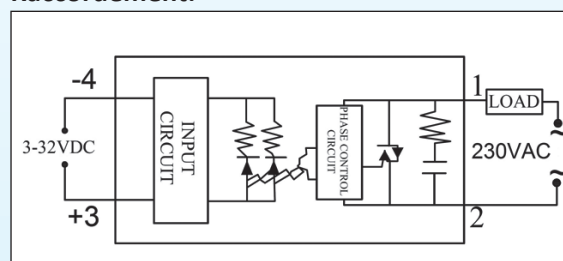 Raccordement:
-4
3-32VDC
+3
INPUT
CIRCUIT
PHASE CONTROL
CIRCUIT
1
LOAD
~
230VAC
~
2